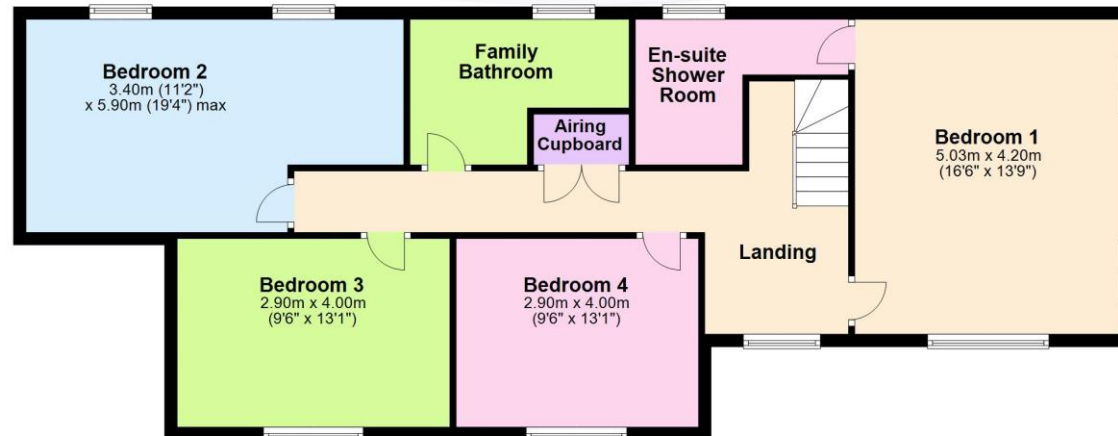 Bedroom 2
3.40m (11'2")
x 5.90m (19'4") max
Family
Bathroom
En-suite
Shower
Room
Airing
Cupboard
Bedroom 1
5.03m x 4.20m
(16'6" x 13'9")
Landing
Bedroom 3
2.90m x 4.00m
(9'6" x 13'1")
Bedroom 4
2.90m x 4.00m
(9'6" x 13'1")